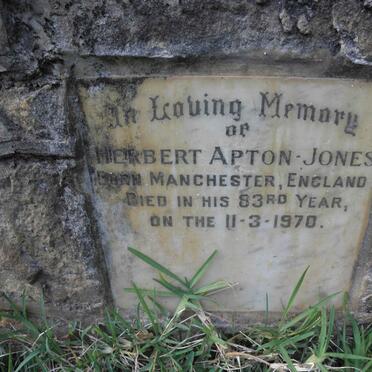 In Loving Memory
OF
HERBERT APTON-JONES
BORN MANCHESTER, ENGLAND
DIED IN HIS 83RD YEAR,
ON THE 11-3-1970.